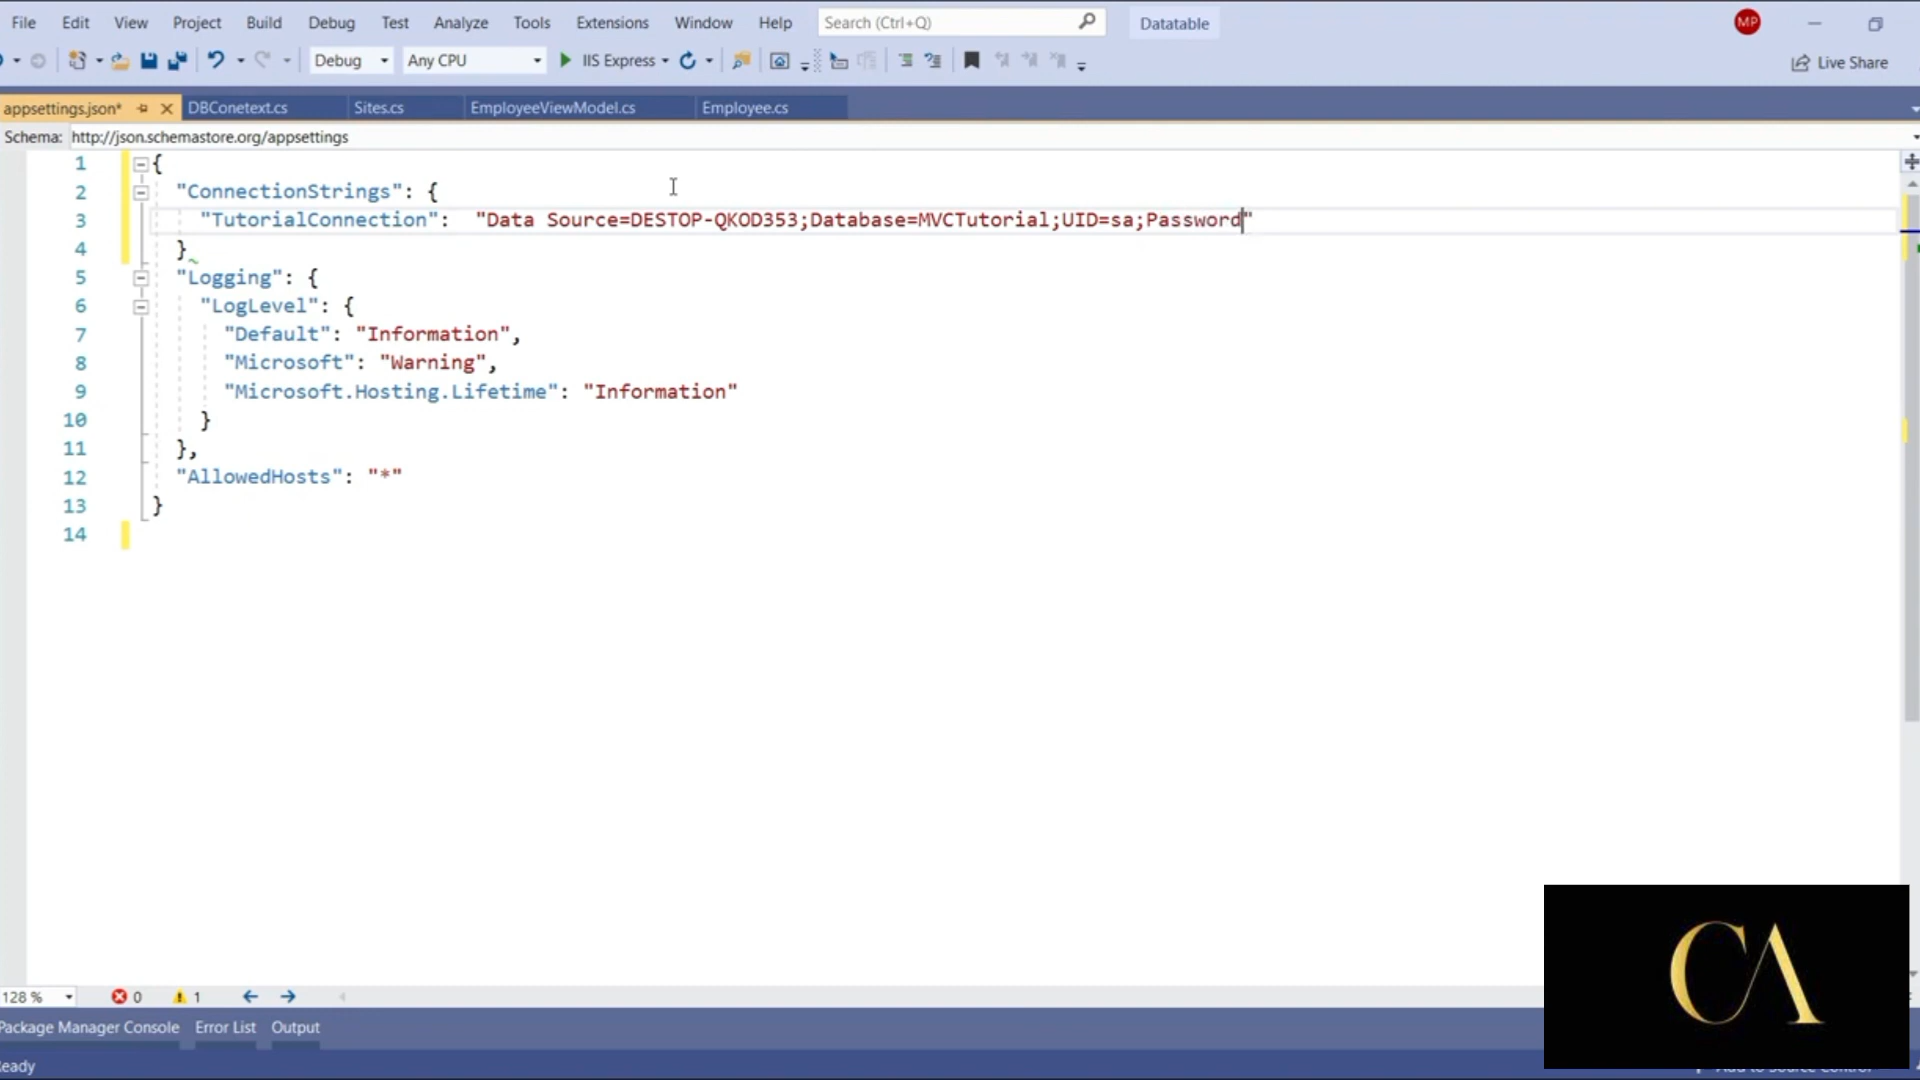 File Edit View Project Build Debug Test Analyze Tools Extensions Window Help Search (Ctrl+Q) Datatable MP
Debug Any CPU IIS Express Live Share
appsettings.json* DBConetext.cs Sites.cs EmployeeViewModel.cs Employee.cs
Schema: http://json.schemastore.org/appsettings
1 {
2 "ConnectionStrings": {
3 "TutorialConnection": "Data Source=DESTOP-QKOD353;Database=MVCTutorial;UID=sa;Password"
4 }
5 "Logging": {
6 "LogLevel": {
7 "Default": "Information",
8 "Microsoft": "Warning",
9 "Microsoft.Hosting.Lifetime": "Information"
10 }
11 },
12 "AllowedHosts": "*"
13 }
14
128 % 0 1
Package Manager Console Error List Output
CA